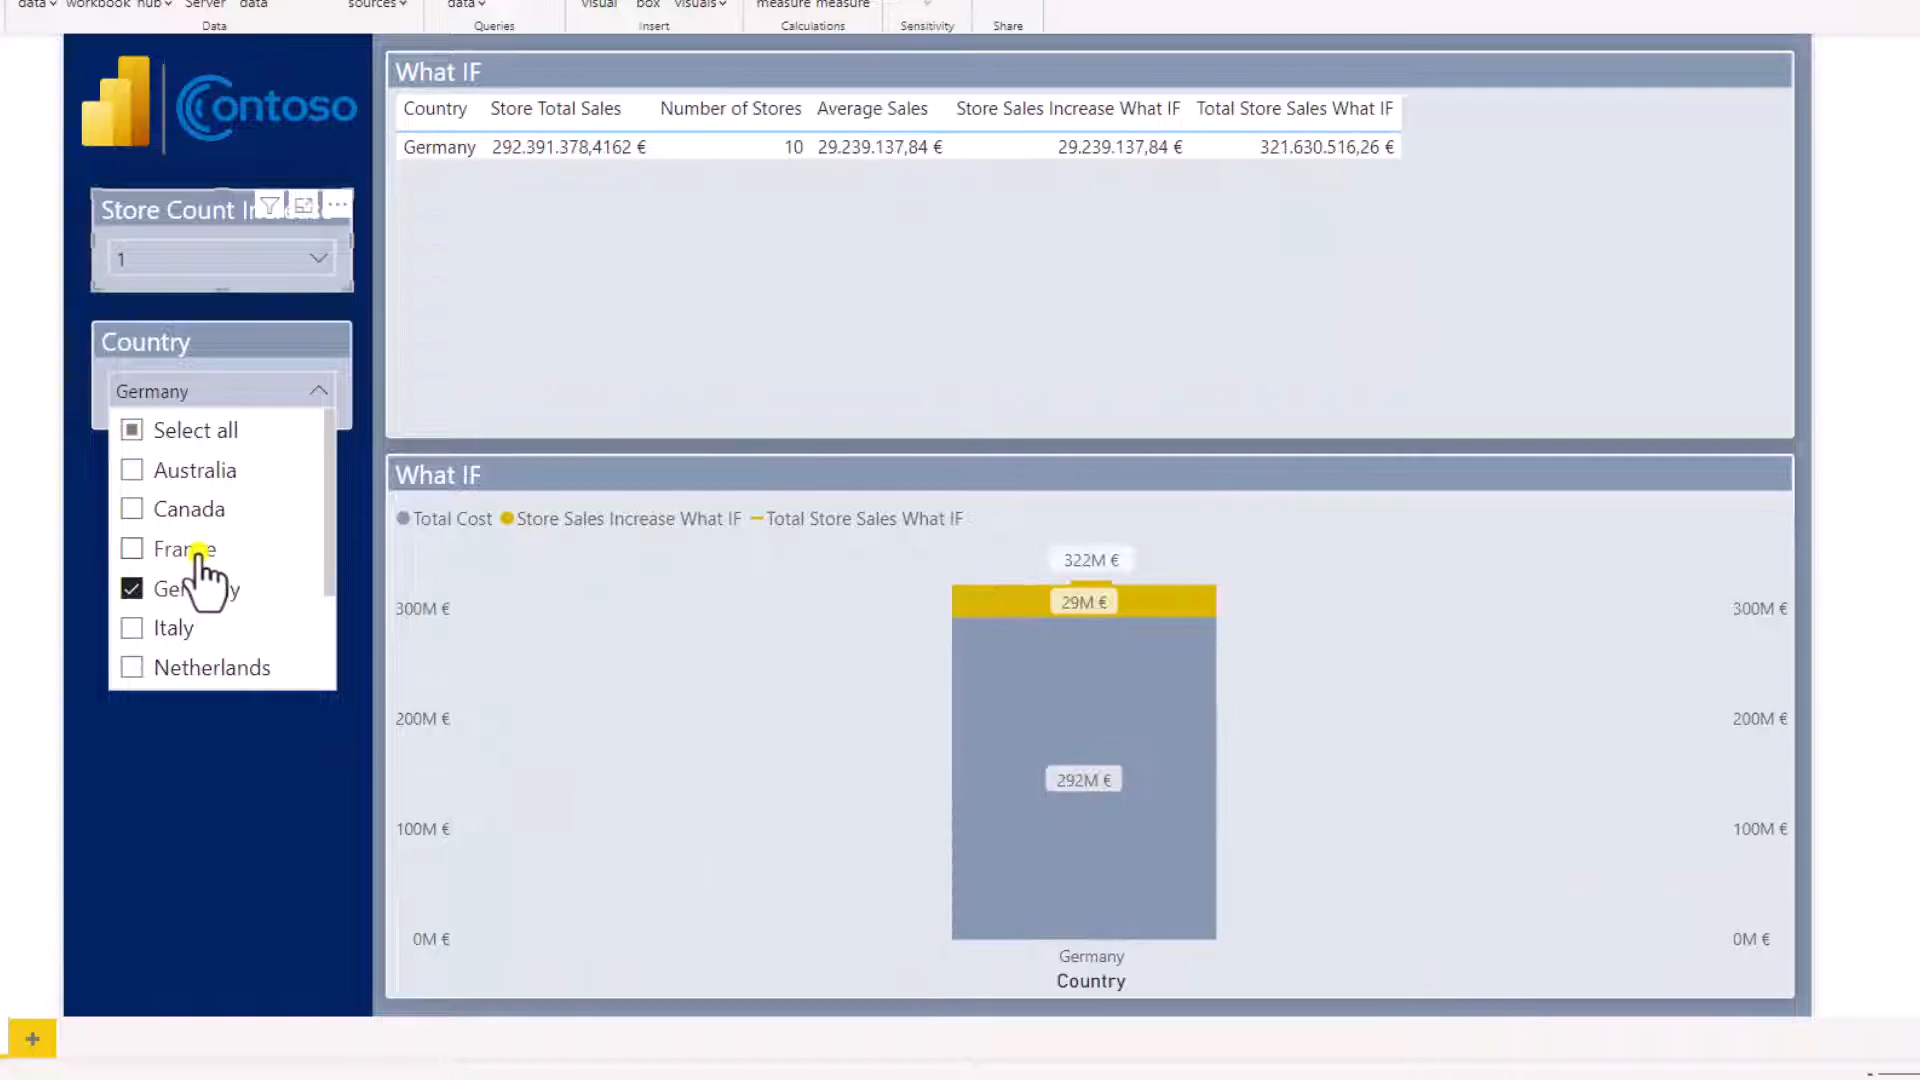 data workbook hub Server data sources data visual box visuals measure measure
Data Queries Insert Calculations Sensitivity Share
Contoso
Store Count In
1
Country
Germany
Select all
Australia
Canada
France
Germany
Italy
Netherlands
What IF
Country Store Total Sales Number of Stores Average Sales Store Sales Increase What IF Total Store Sales What IF
Germany 292.391.378,4162 € 10 29.239.137,84 € 29.239.137,84 € 321.630.516,26 €
What IF
Total Cost Store Sales Increase What IF Total Store Sales What IF
322M €
300M € 29M € 300M €
200M € 200M €
292M €
100M € 100M €
0M € 0M €
Germany
Country
+